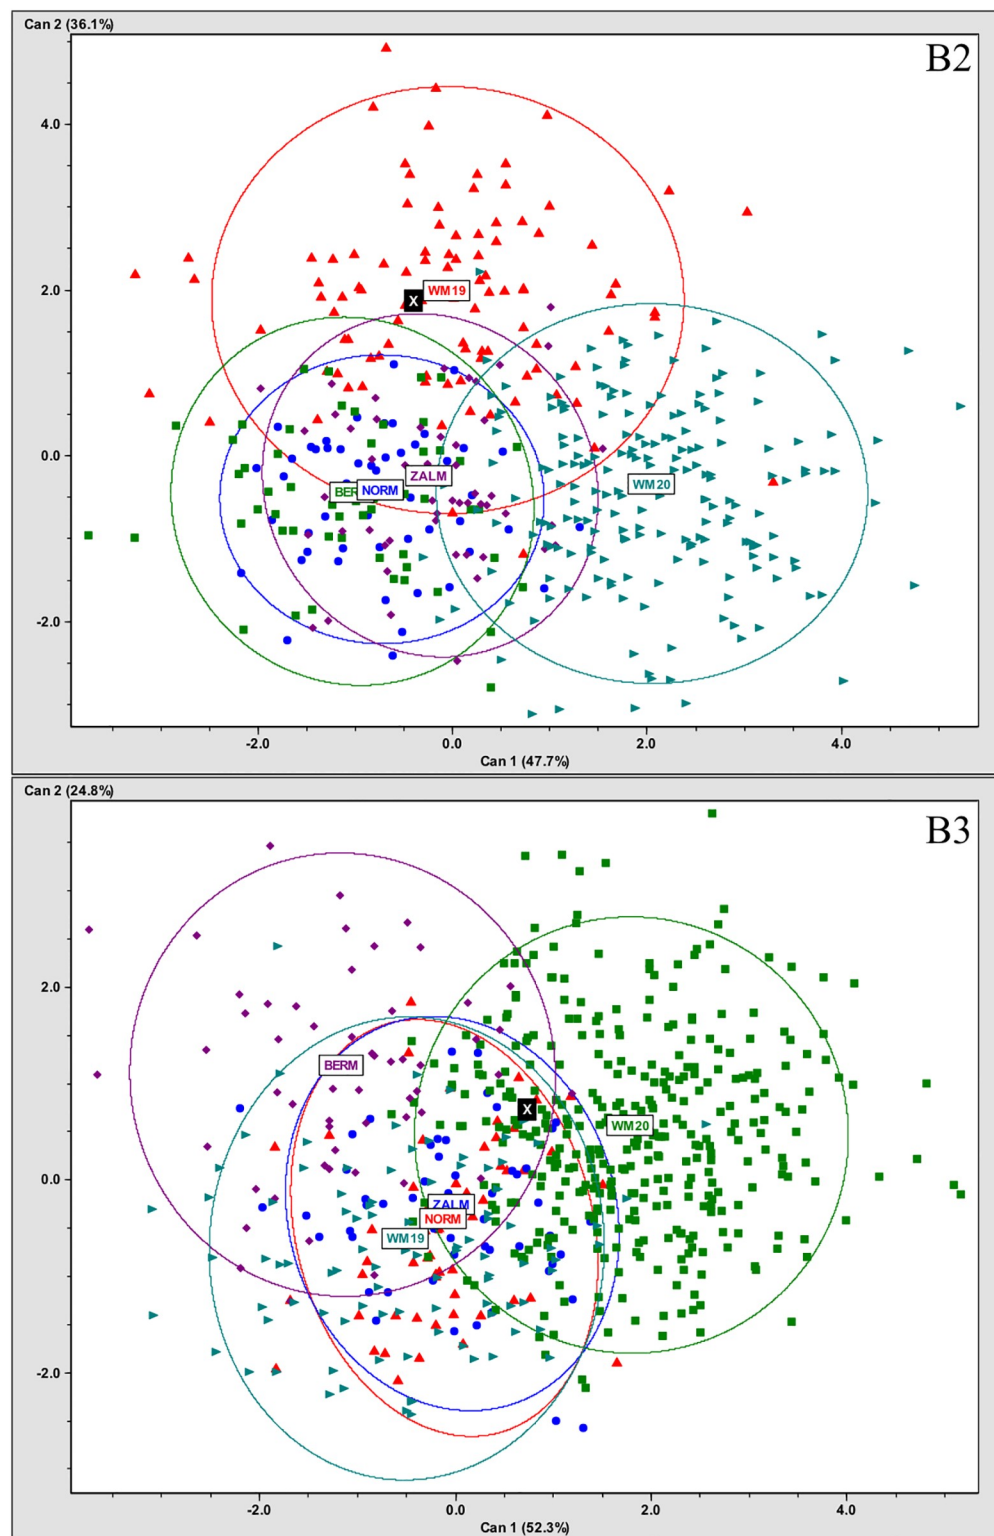 Can 2 (36.1%)
B2
4.0
WM19
X
2.0
0.0
ZALM
NORM
WM20
-2.0
-2.0
0.0
2.0
4.0
Can 1 (47.7%)
Can 2 (24.8%)
B3
2.0
BERM
X
WM20
0.0
ZALM
NORM
WM19
-2.0
-2.0
0.0
2.0
4.0
Can 1 (52.3%)